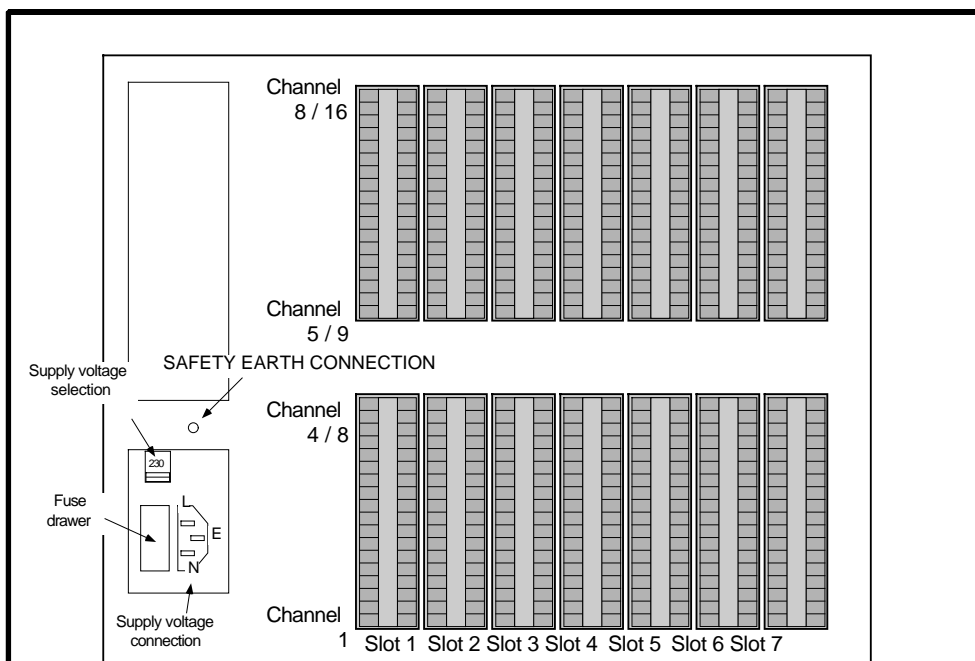 Channel
8 / 16
Channel
5 / 9
SAFETY EARTH CONNECTION
Supply voltage
selection
Channel
4 / 8
230
Fuse
drawer
L
E
N
Supply voltage
connection
Channel
1
Slot 1 Slot 2 Slot 3 Slot 4 Slot 5 Slot 6 Slot 7